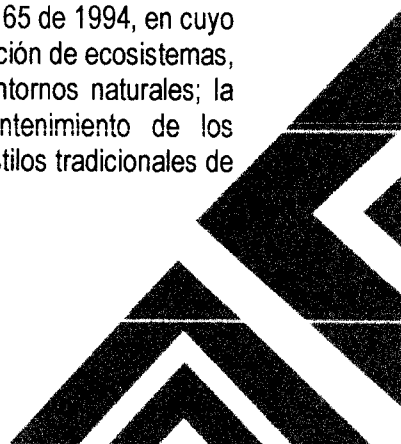 65 de 1994, en cuyo
ción de ecosistemas,
ntornos naturales; la
ntenimiento de los
stilos tradicionales de